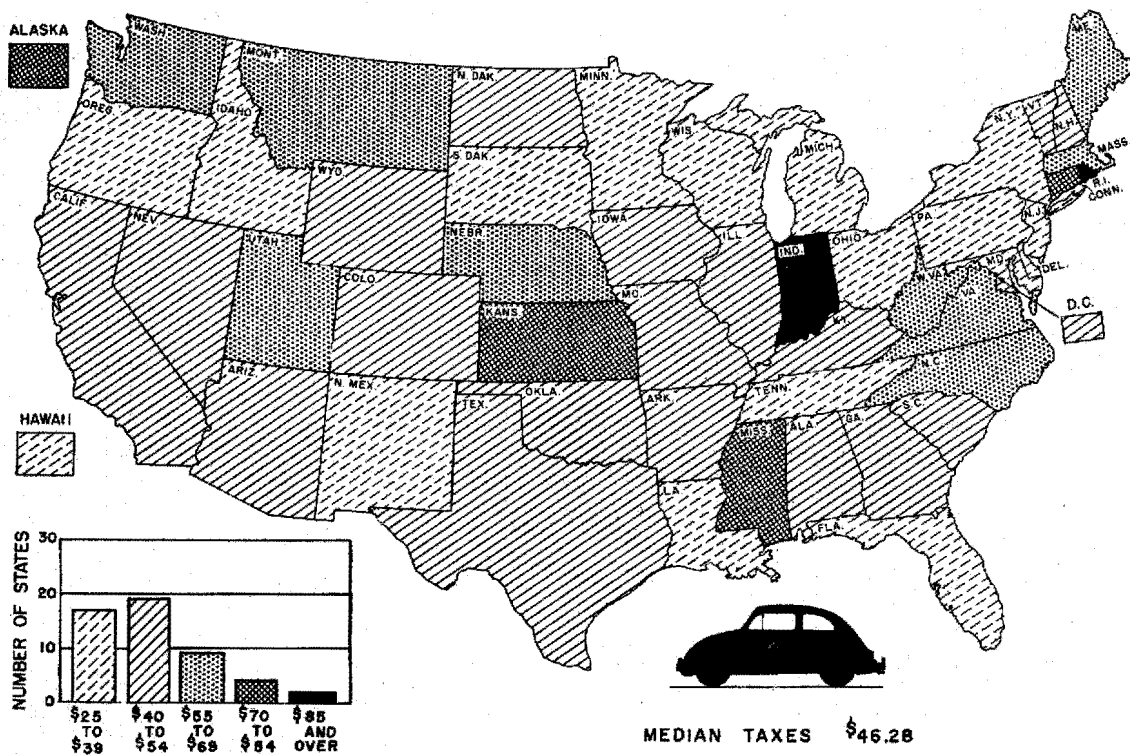 ALASKA
WASH.
MONT.
N. DAK.
MINN.
ME.
ORES.
IDAHO
WIS.
MICH.
N.Y.
VT.
N.H.
MASS.
R.I.
CONN.
S. DAK.
WYO.
IOWA
NEBR.
ILL
IND.
OHIO
PA.
N.J.
MD.
DEL.
D.C.
CALIF.
NEV.
UTAH
COLO.
KANS.
MO.
KY.
W.VA.
VA.
ARIZ.
N. MEX.
OKLA.
TEX.
ARK.
TENN.
N.C.
S.C.
MISS.
ALA.
GA.
LA.
FLA.
HAWAII
NUMBER OF STATES
30
20
10
0
$25 TO $39
$40 TO $54
$55 TO $69
$70 TO $84
$85 AND OVER
MEDIAN TAXES $46.28